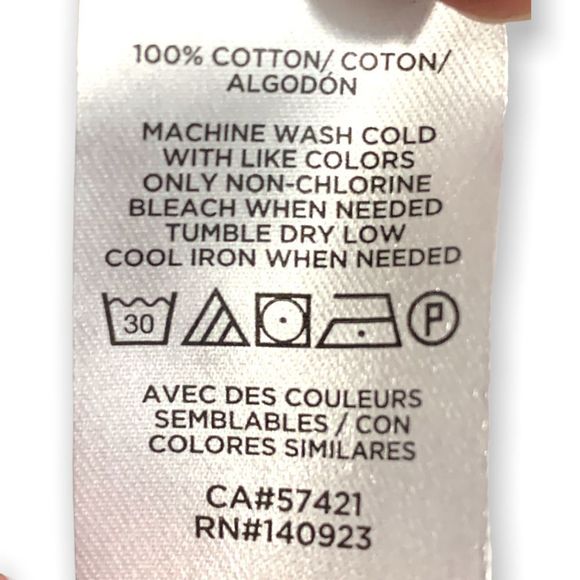 100% COTTON/ COTON/
ALGODÓN
MACHINE WASH COLD
WITH LIKE COLORS
ONLY NON-CHLORINE
BLEACH WHEN NEEDED
TUMBLE DRY LOW
COOL IRON WHEN NEEDED
30 P
AVEC DES COULEURS
SEMBLABLES / CON
COLORES SIMILARES
CA#57421
RN#140923